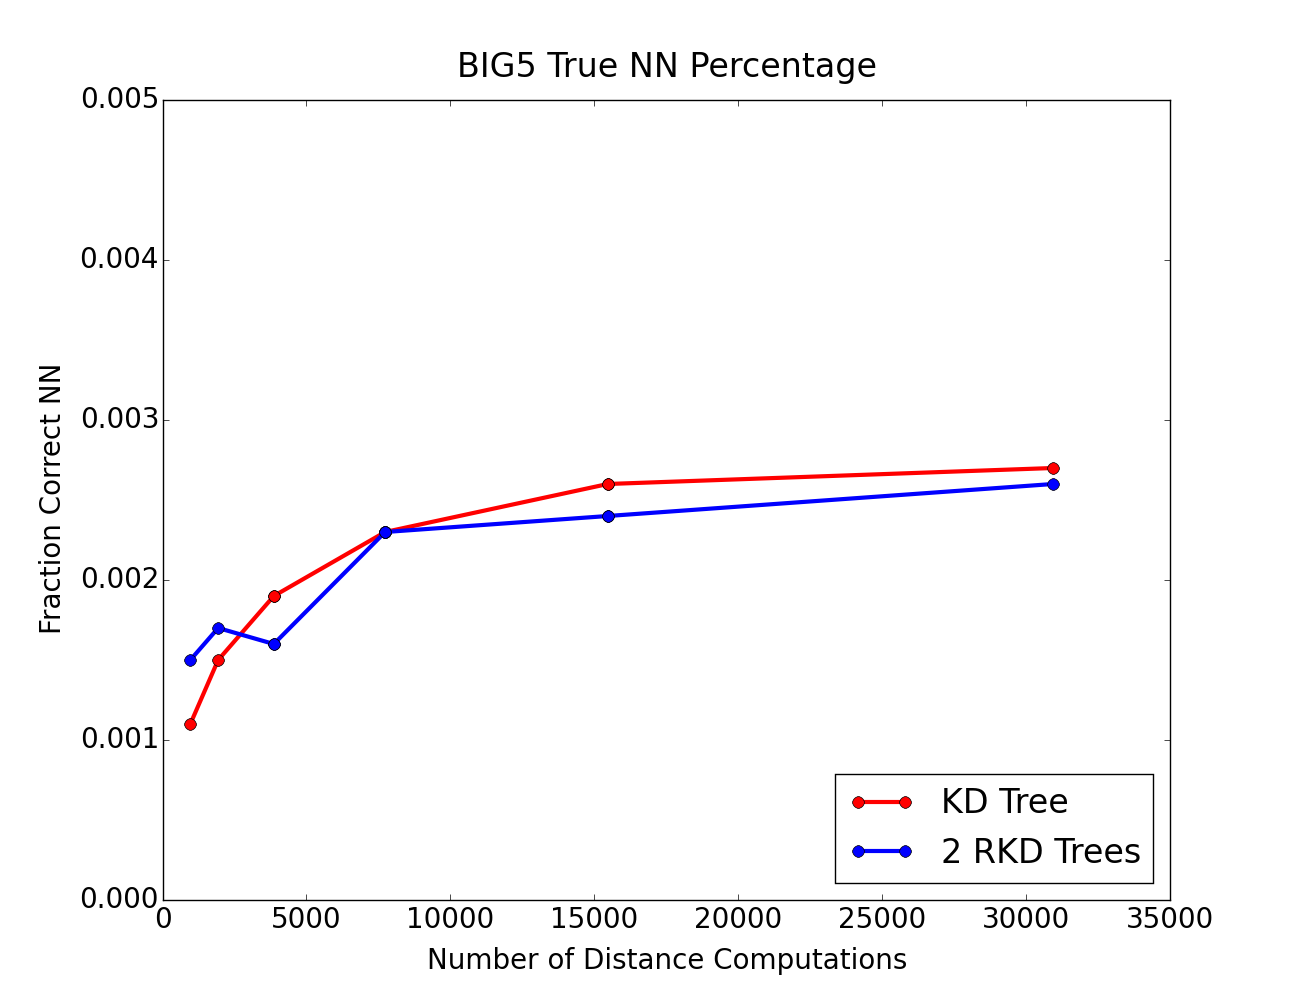 BIG5 True NN Percentage
0.005
0.004
0.003
0.002
0.001
0.000
Fraction Correct NN
KD Tree
2 RKD Trees
0 5000 10000 15000 20000 25000 30000 35000
Number of Distance Computations